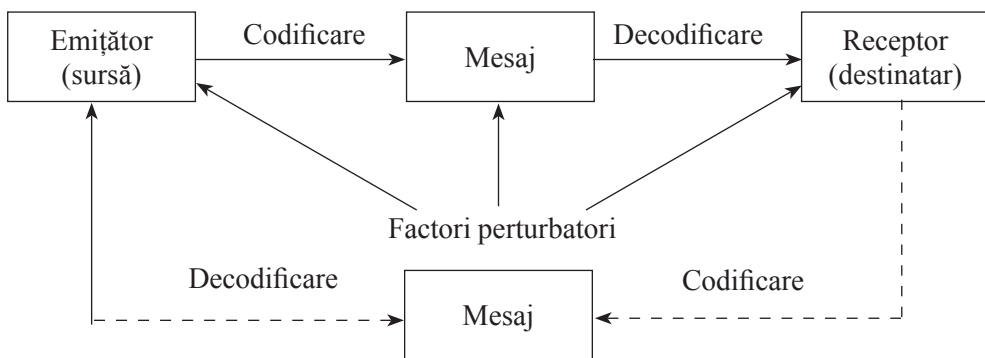 Emițător
(sursă)
Codificare
Mesaj
Decodificare
Receptor
(destinatar)
Factori perturbatori
Decodificare
Mesaj
Codificare